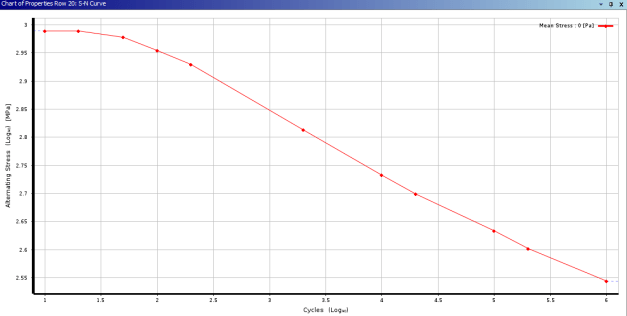 Chart of Properties Row 20: S-N Curve
Mean Stress : 0 [Pa]
3
2.95
2.9
2.85
2.8
2.75
2.7
2.65
2.6
2.55
Alternating Stress (Log₁₀) [MPa]
1 1.5 2 2.5 3 3.5 4 4.5 5 5.5 6
Cycles (Log₁₀)